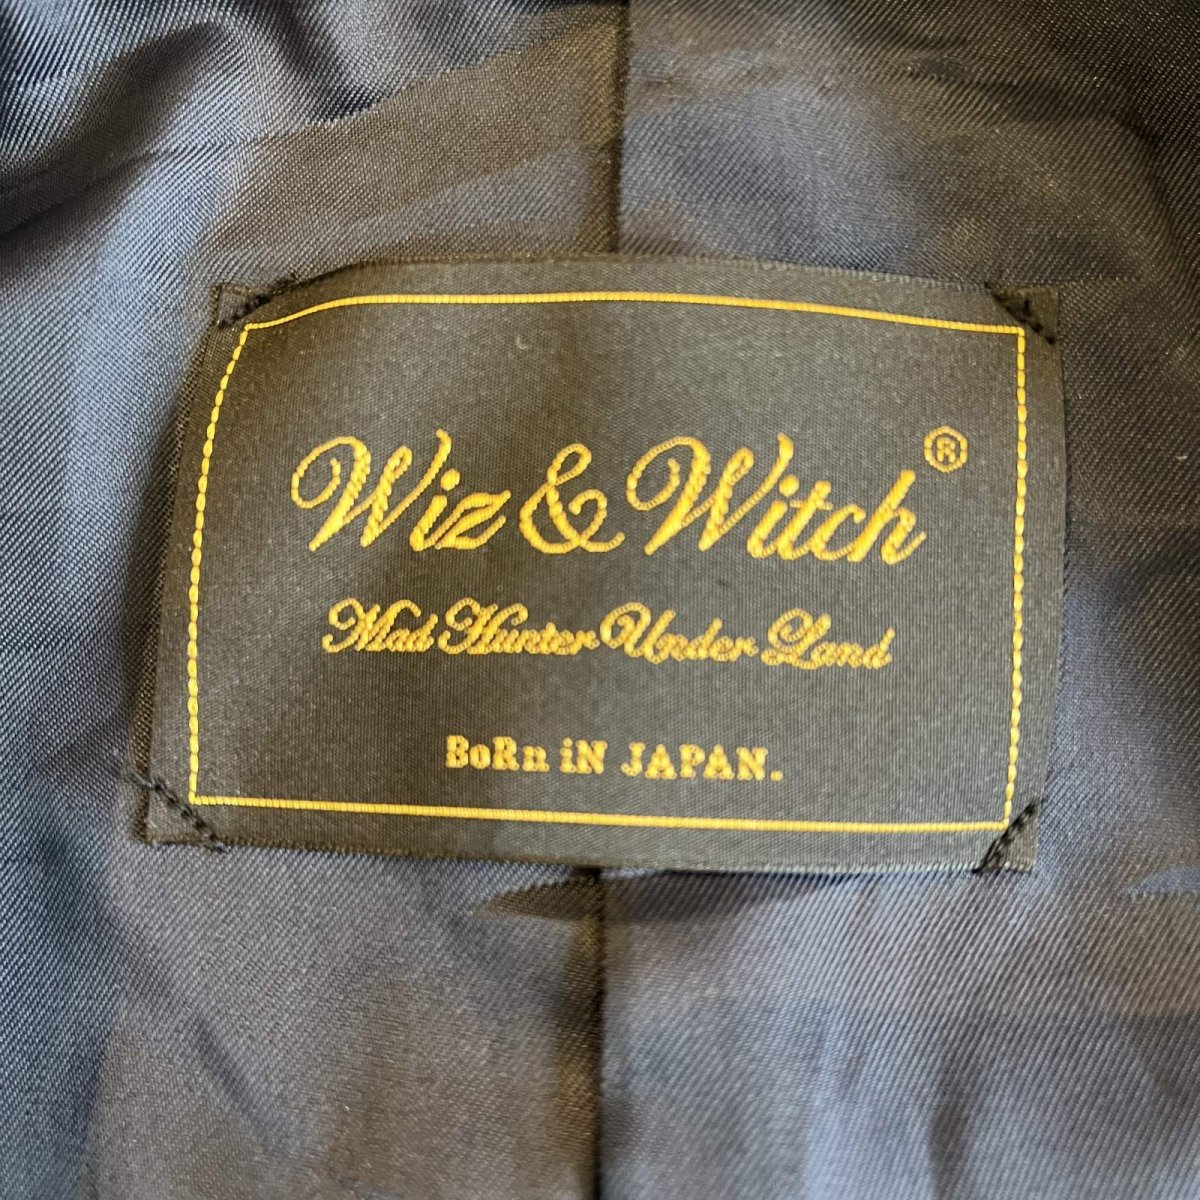 Wiz & Witch®
Mad Hunter Under Land
BoRn iN JAPAN.